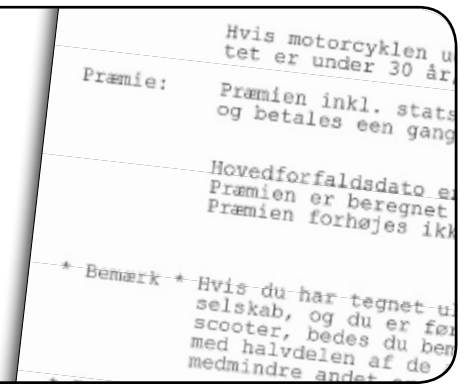 Hvis motorcyklen
tet er under 30 år,
Præmie: Præmien inkl. stats
og betales een gang
Hovedforfaldsdato
Præmien er beregnet
Præmien forhøjes ikk
* Bemærk * Hvis du har tegnet
selskab, og du er før
scooter, bedes du bem
med halvdelen af de
medmindre andet